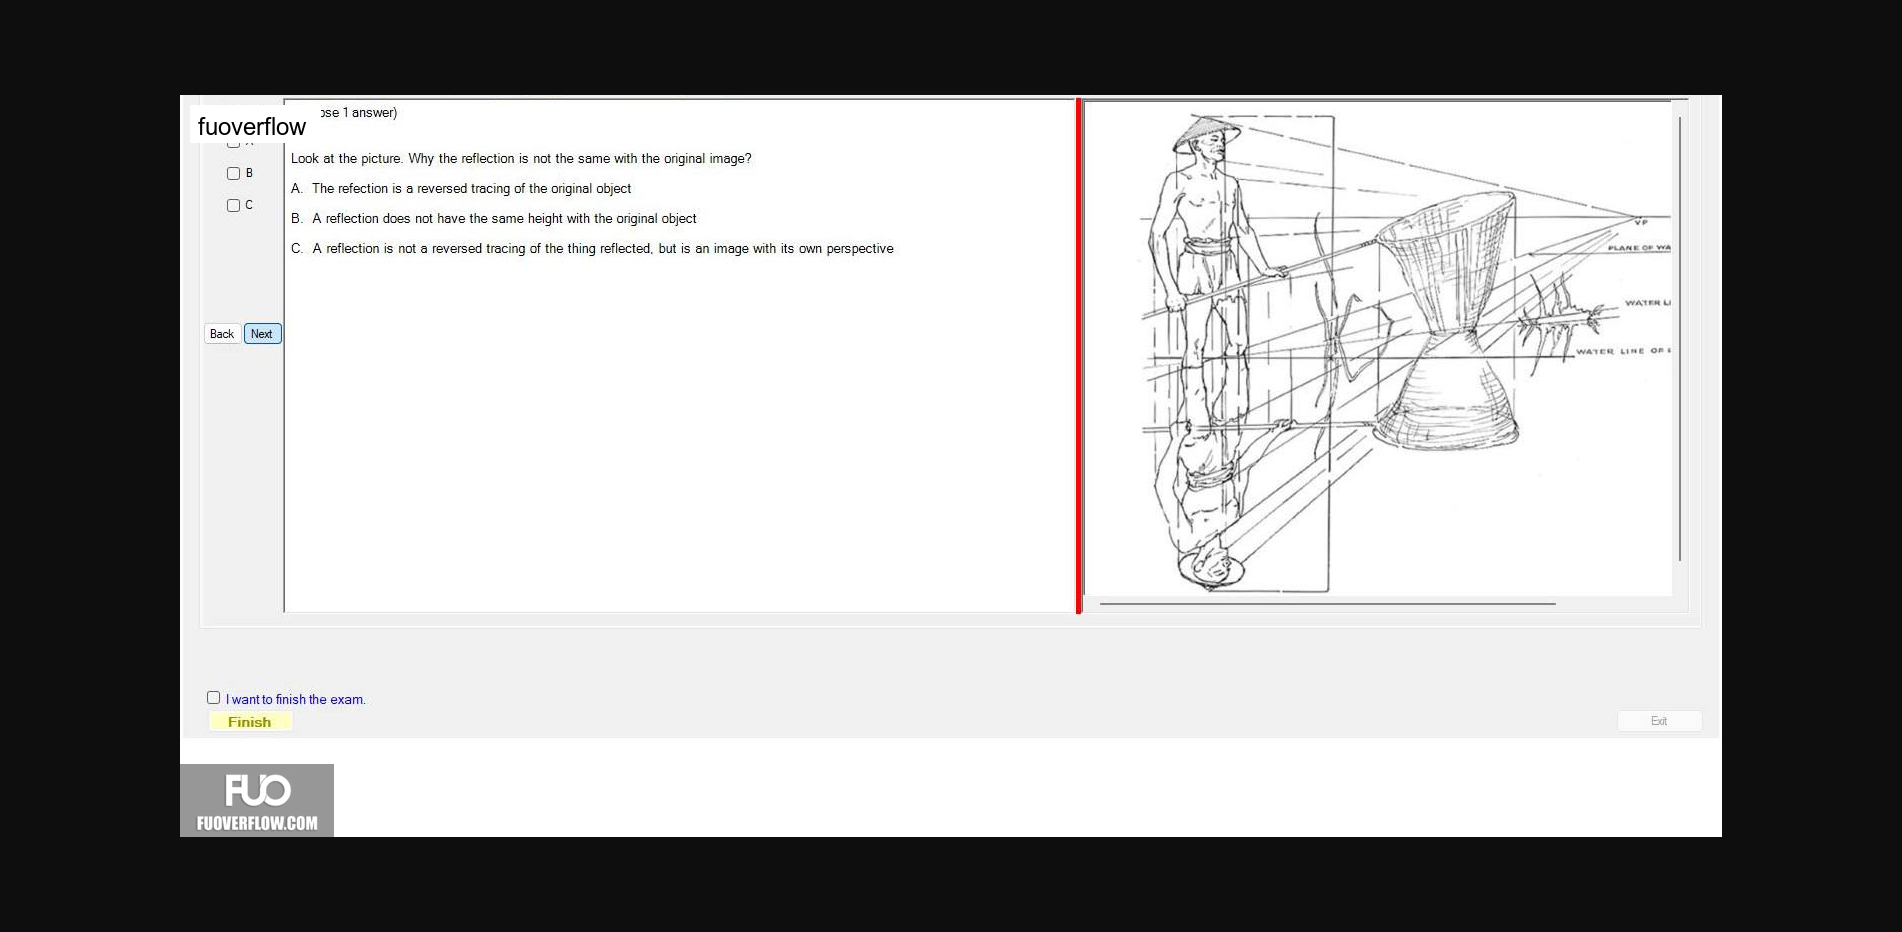 fuoverflow
ose 1 answer)
Look at the picture. Why the reflection is not the same with the original image?
A. The refection is a reversed tracing of the original object
B. A reflection does not have the same height with the original object
C. A reflection is not a reversed tracing of the thing reflected, but is an image with its own perspective
B
C
Back Next
VP
PLANE OF WA
WATER LI
WATER LINE OF
I want to finish the exam.
Finish
Exit
FUO
FUOVERFLOW.COM